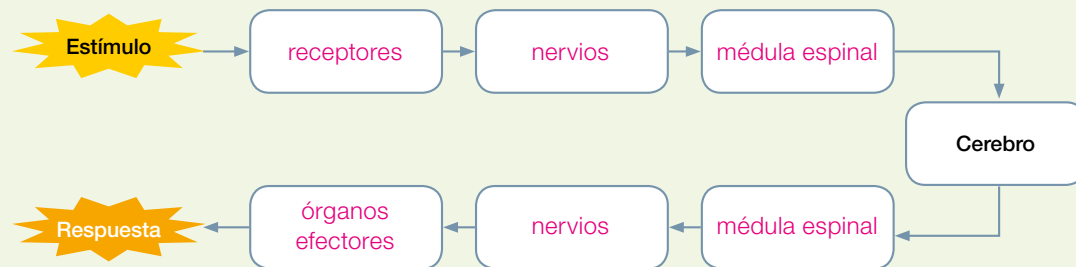 Estímulo
receptores
nervios
médula espinal
Cerebro
Respuesta
órganos
efectores
nervios
médula espinal